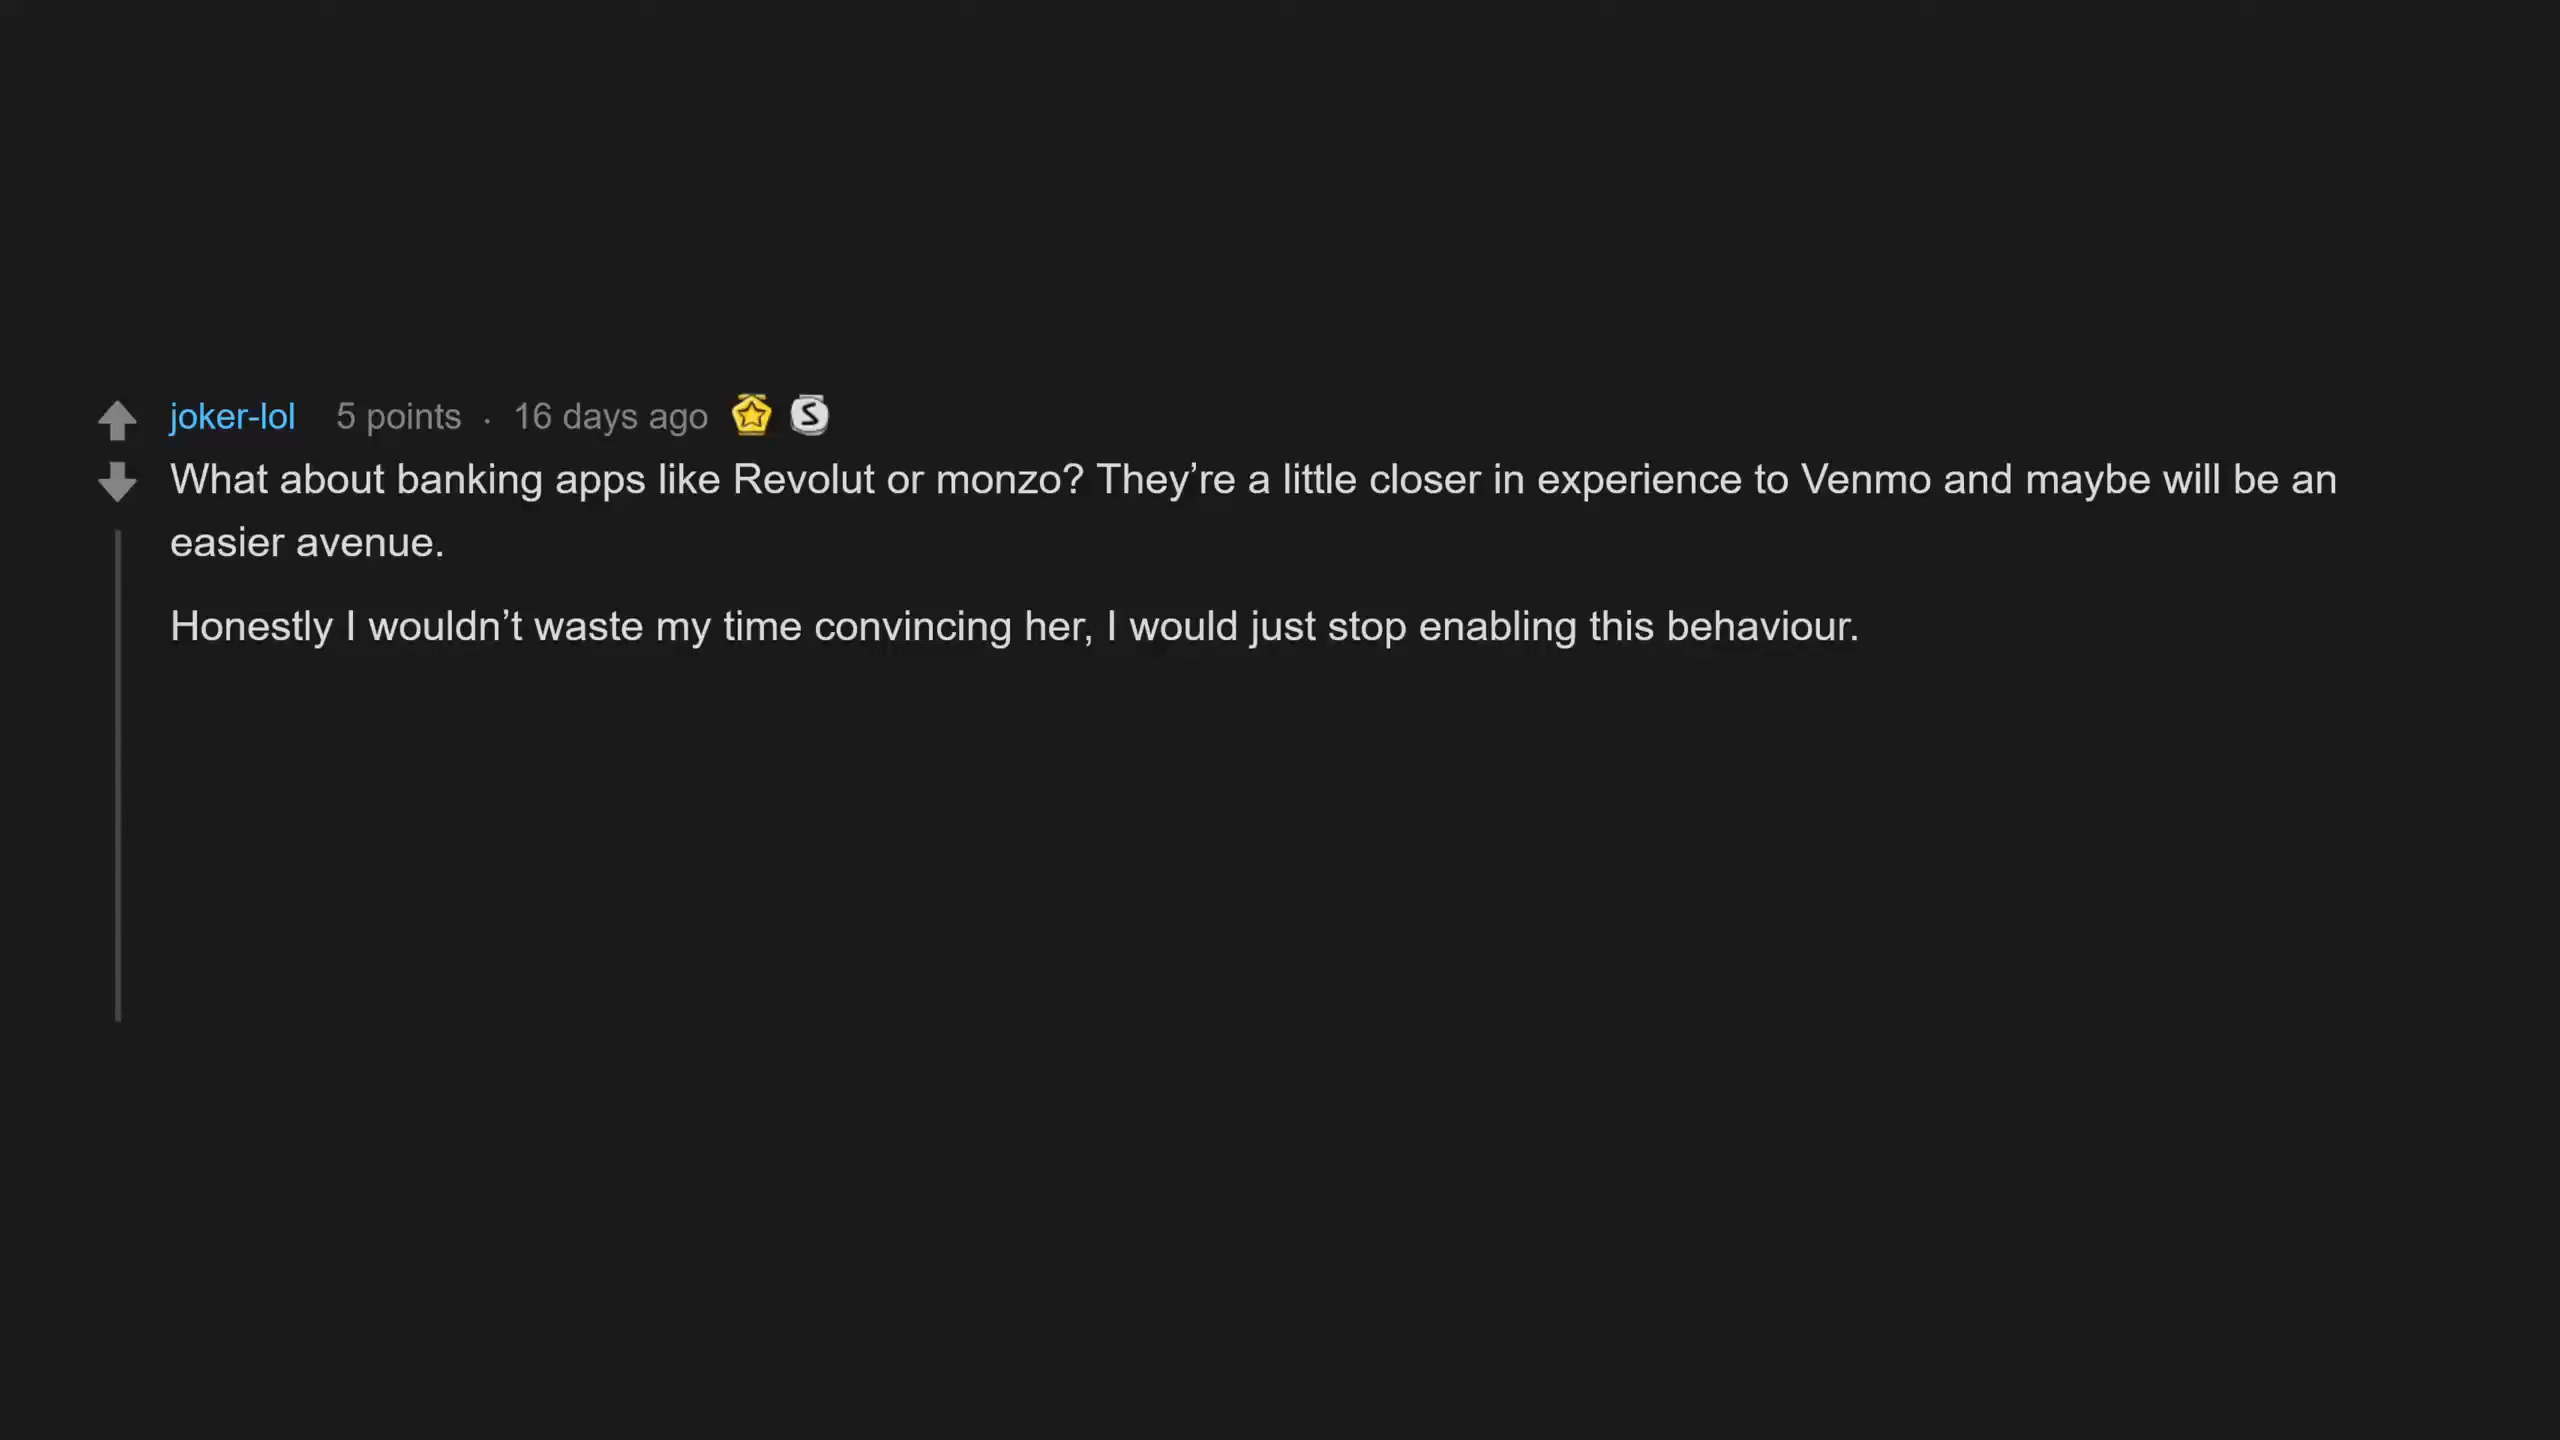 joker-lol 5 points · 16 days ago S
What about banking apps like Revolut or monzo? They’re a little closer in experience to Venmo and maybe will be an
easier avenue.
Honestly I wouldn’t waste my time convincing her, I would just stop enabling this behaviour.